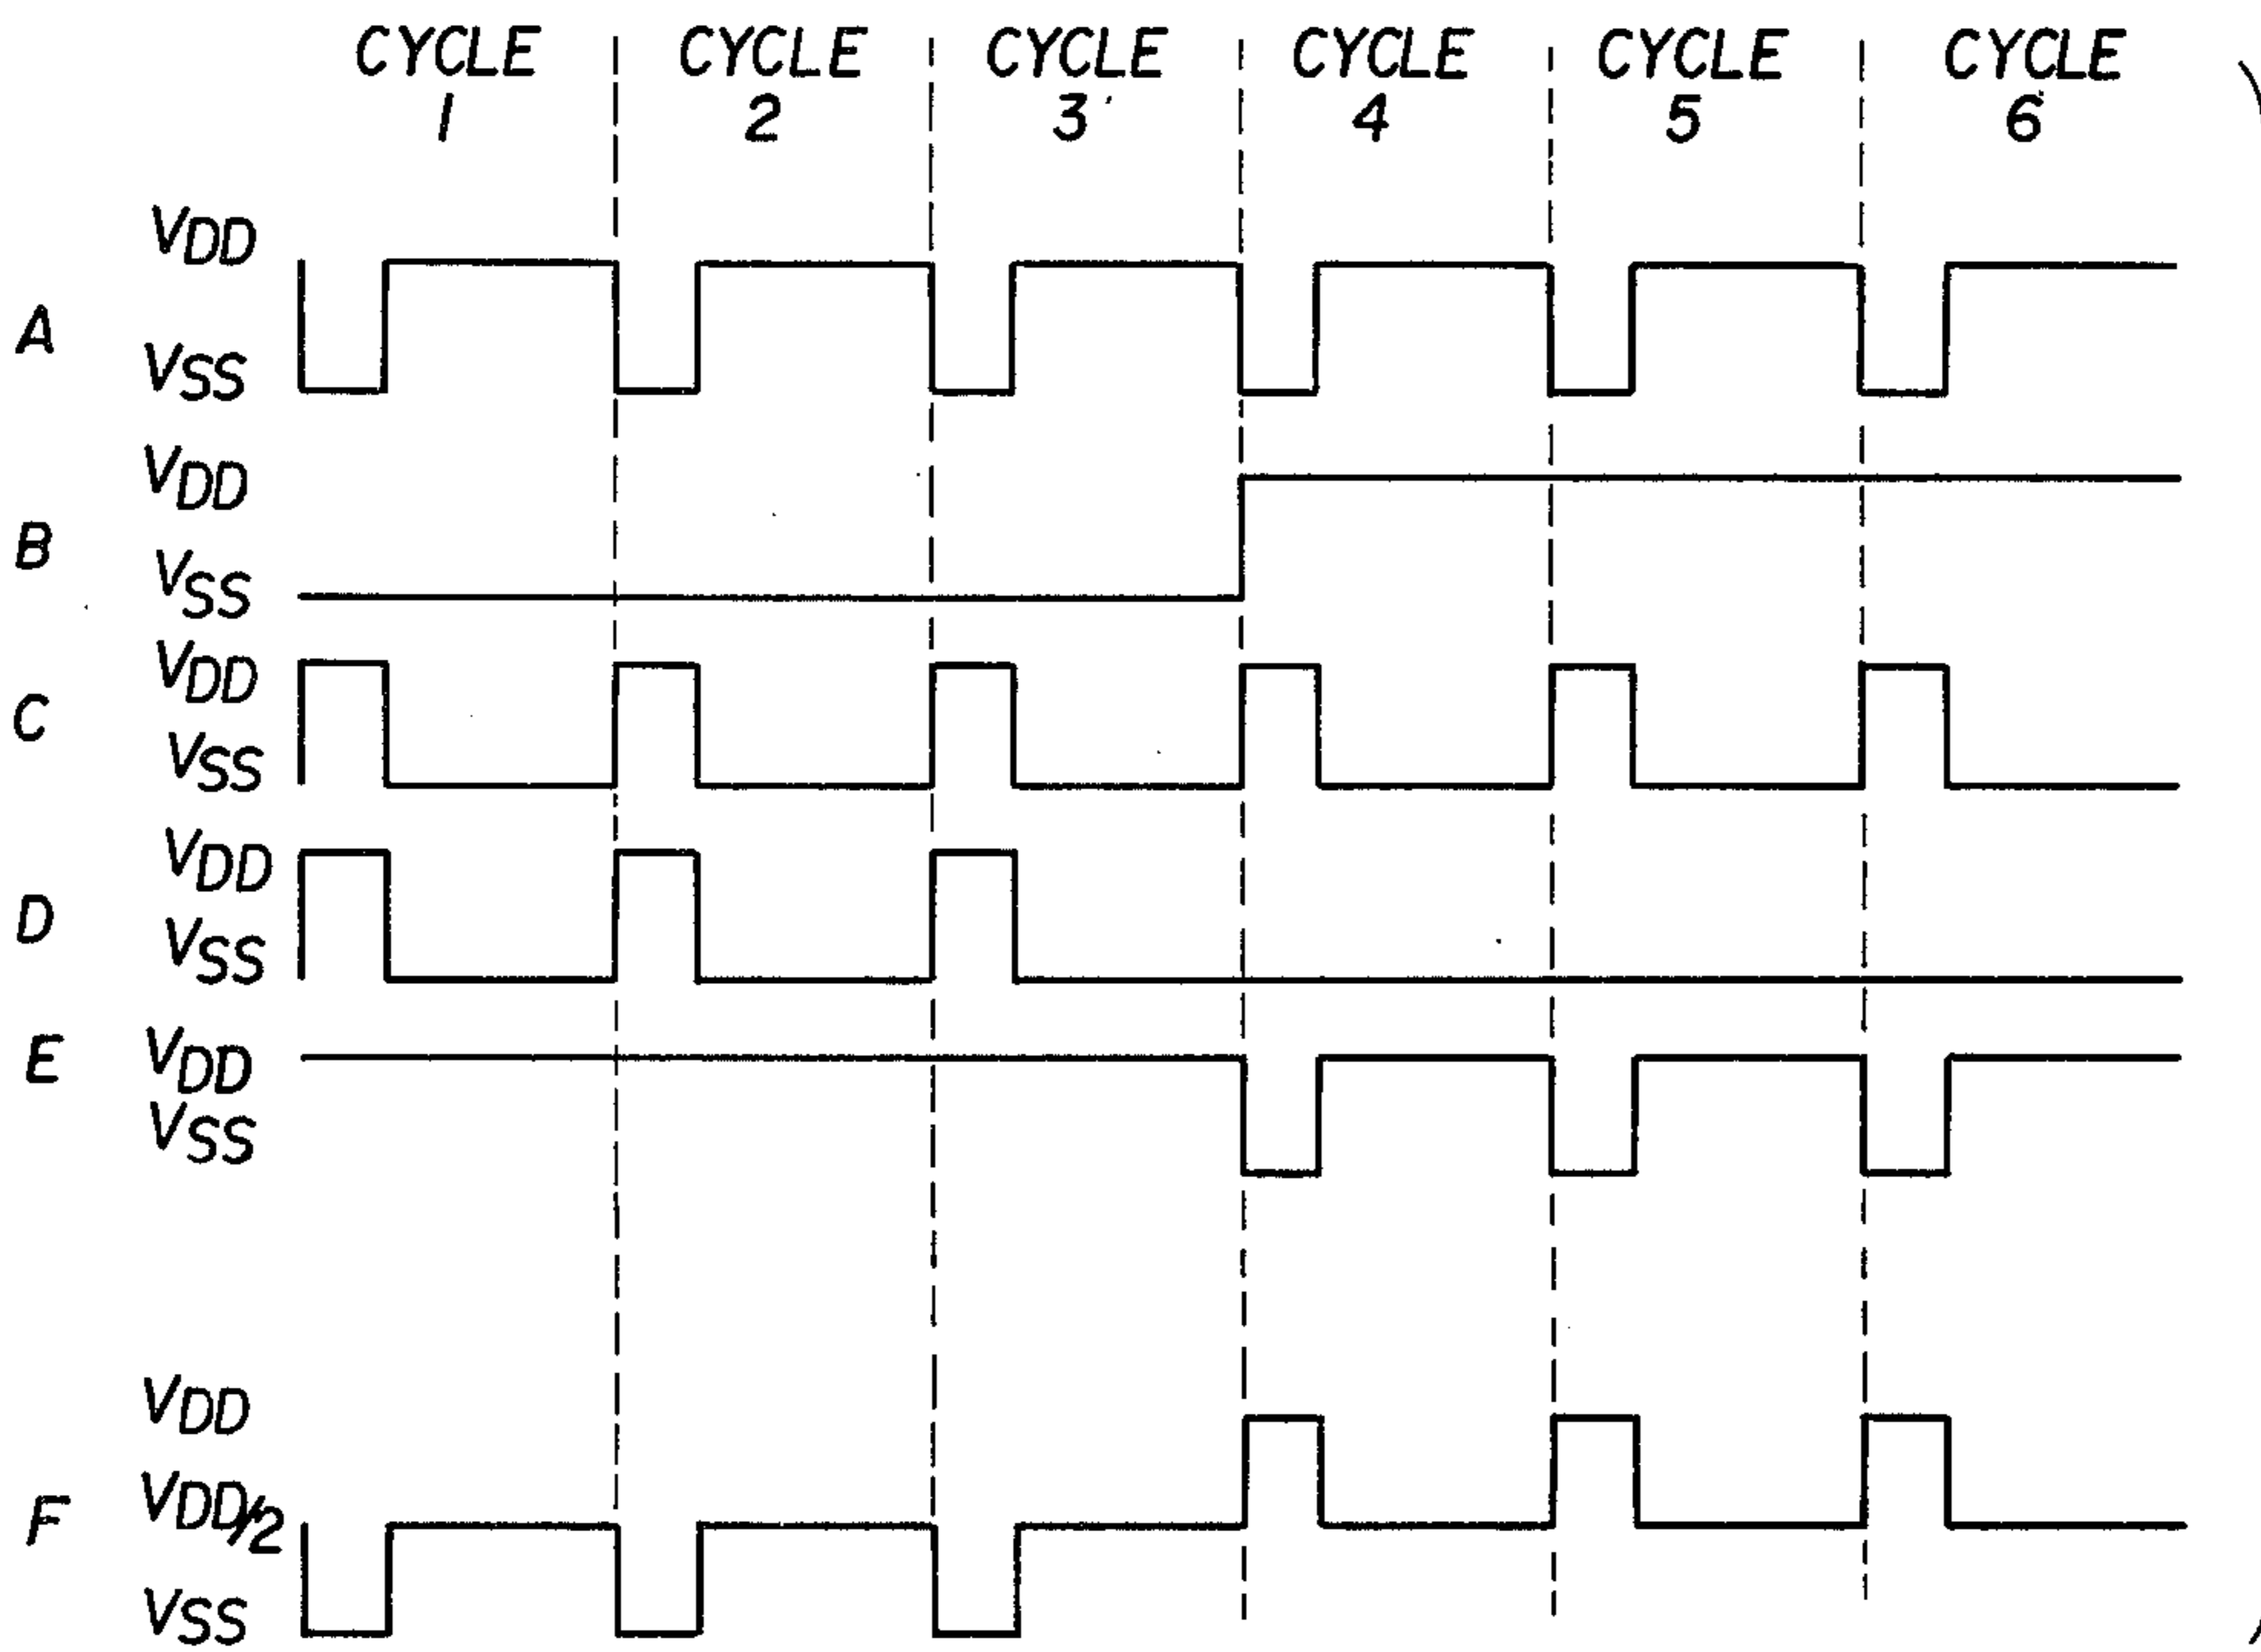 CYCLE 1
CYCLE 2
CYCLE 3
CYCLE 4
CYCLE 5
CYCLE 6
VDD
A
VSS
VDD
B
VSS
VDD
C
VSS
VDD
D
VSS
E VDD
VSS
VDD
F VDD/2
VSS